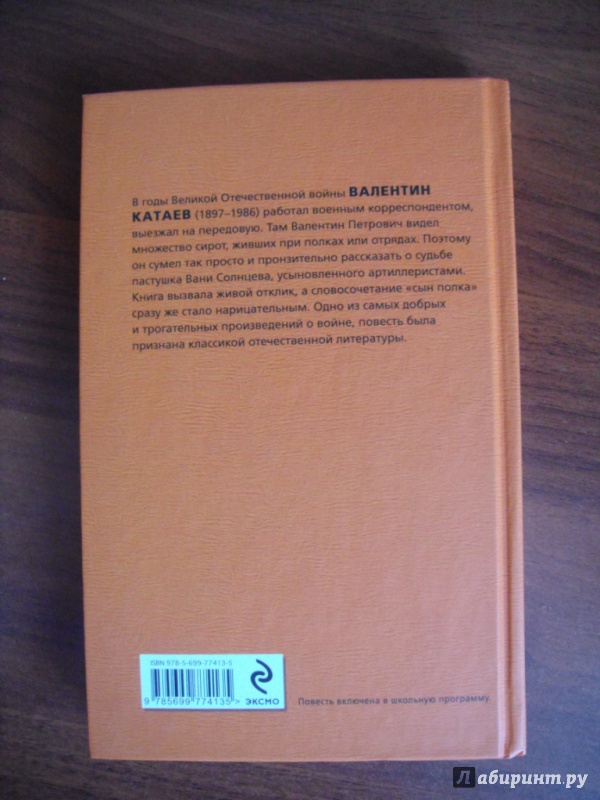 В годы Великой Отечественной войны ВАЛЕНТИН
КАТАЕВ (1897–1986) работал военным корреспондентом,
выезжал на передовую. Там Валентин Петрович видел
множество сирот, живших при полках или отрядах. Поэтому
он сумел так просто и пронзительно рассказать о судьбе
пастушка Вани Солнцева, усыновленного артиллеристами.
Книга вызвала живой отклик, а словосочетание «сын полка»
сразу же стало нарицательным. Одно из самых добрых
и трогательных произведений о войне, повесть была
признана классикой отечественной литературы.
ISBN 978-5-699-77413-5
9 785699 774135 >
ЭКСМО
Повесть включена в школьную программу.
Лабиринт.ру